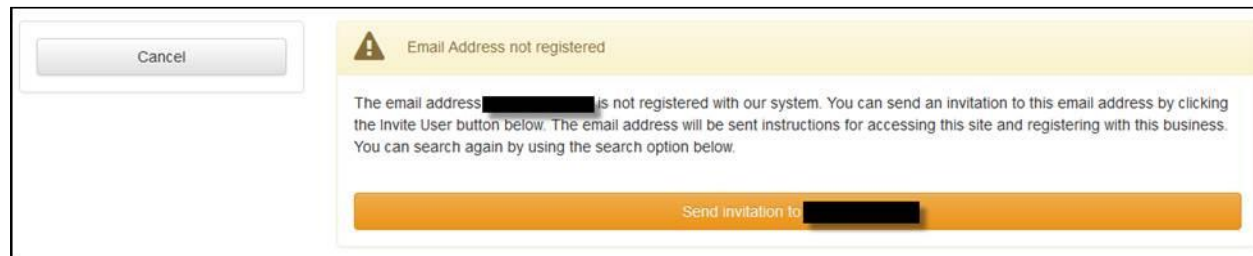 Cancel
Email Address not registered
The email address is not registered with our system. You can send an invitation to this email address by clicking
the Invite User button below. The email address will be sent instructions for accessing this site and registering with this business.
You can search again by using the search option below.
Send invitation to